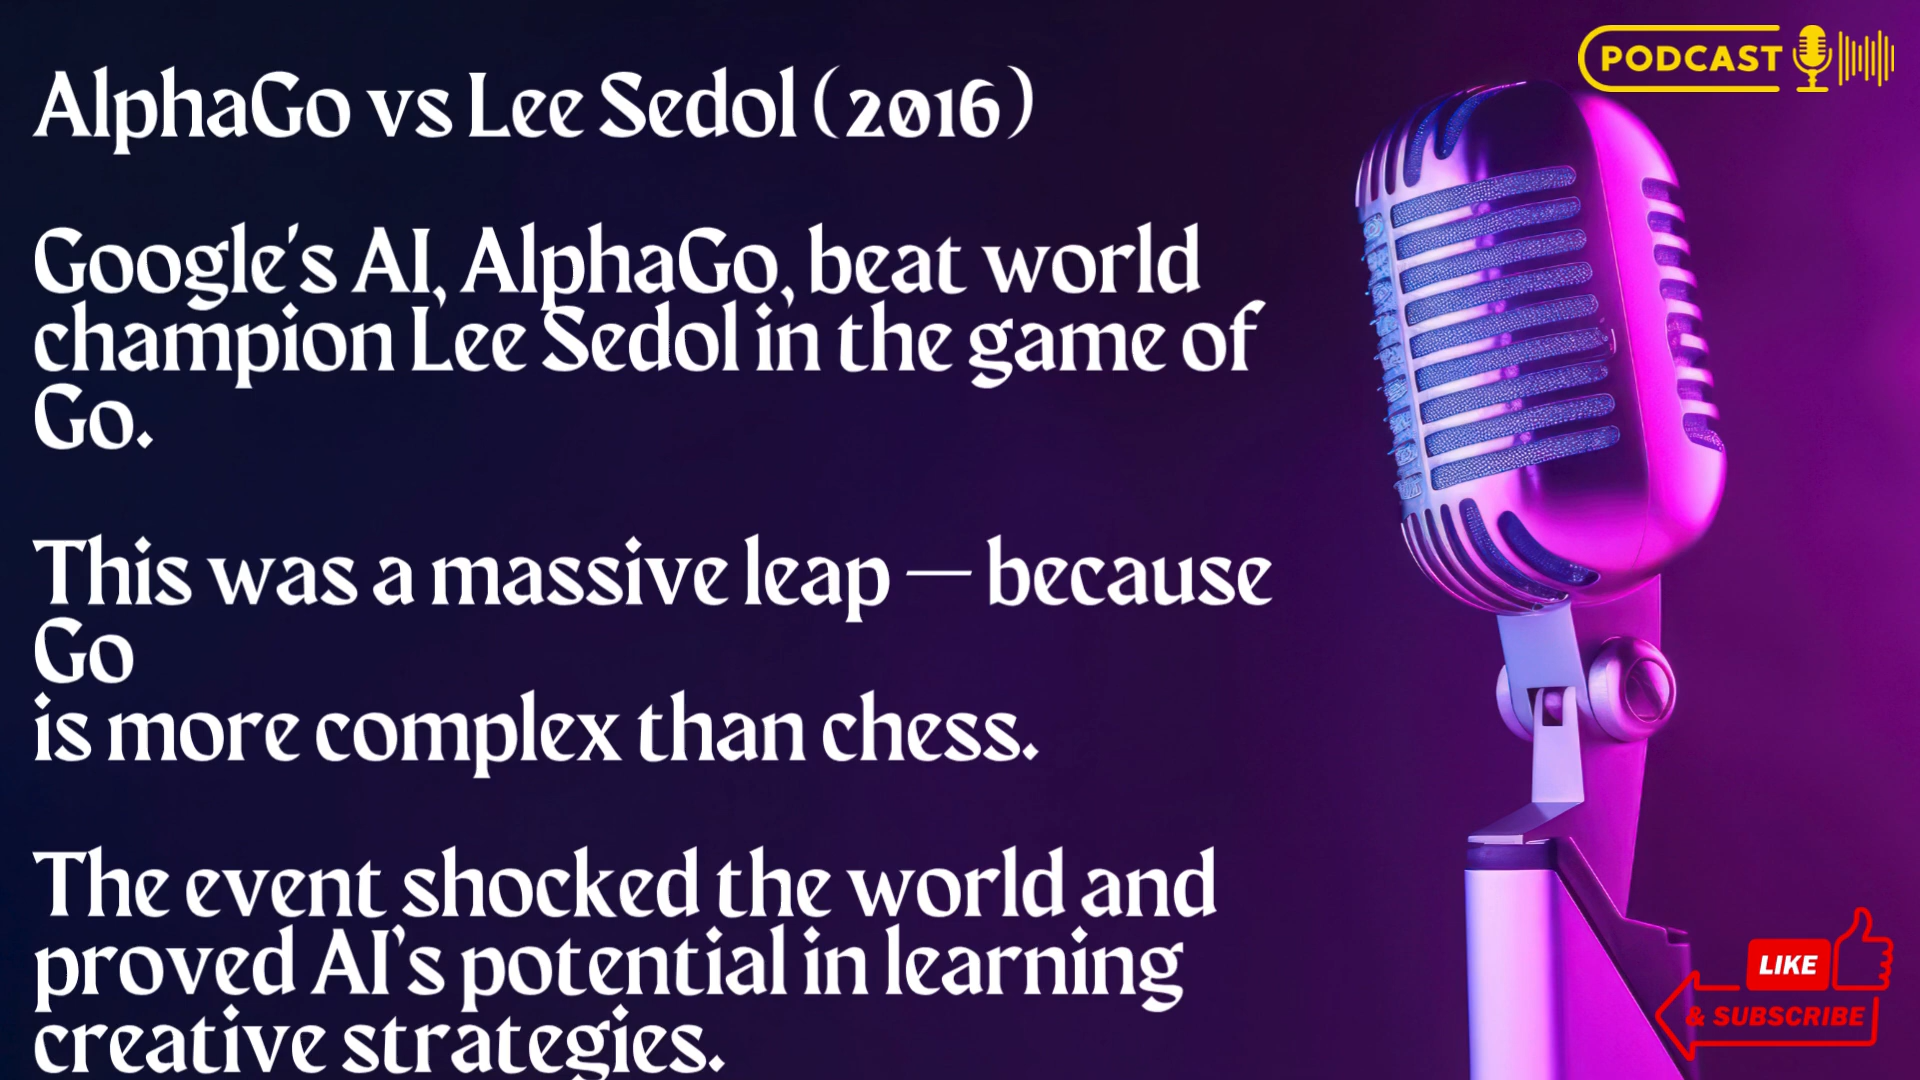 PODCAST
AlphaGo vs Lee Sedol (2016)
Google's AI, AlphaGo, beat world
champion Lee Sedol in the game of
Go.
This was a massive leap — because
Go
is more complex than chess.
The event shocked the world and
proved AI's potential in learning
creative strategies.
LIKE
& SUBSCRIBE